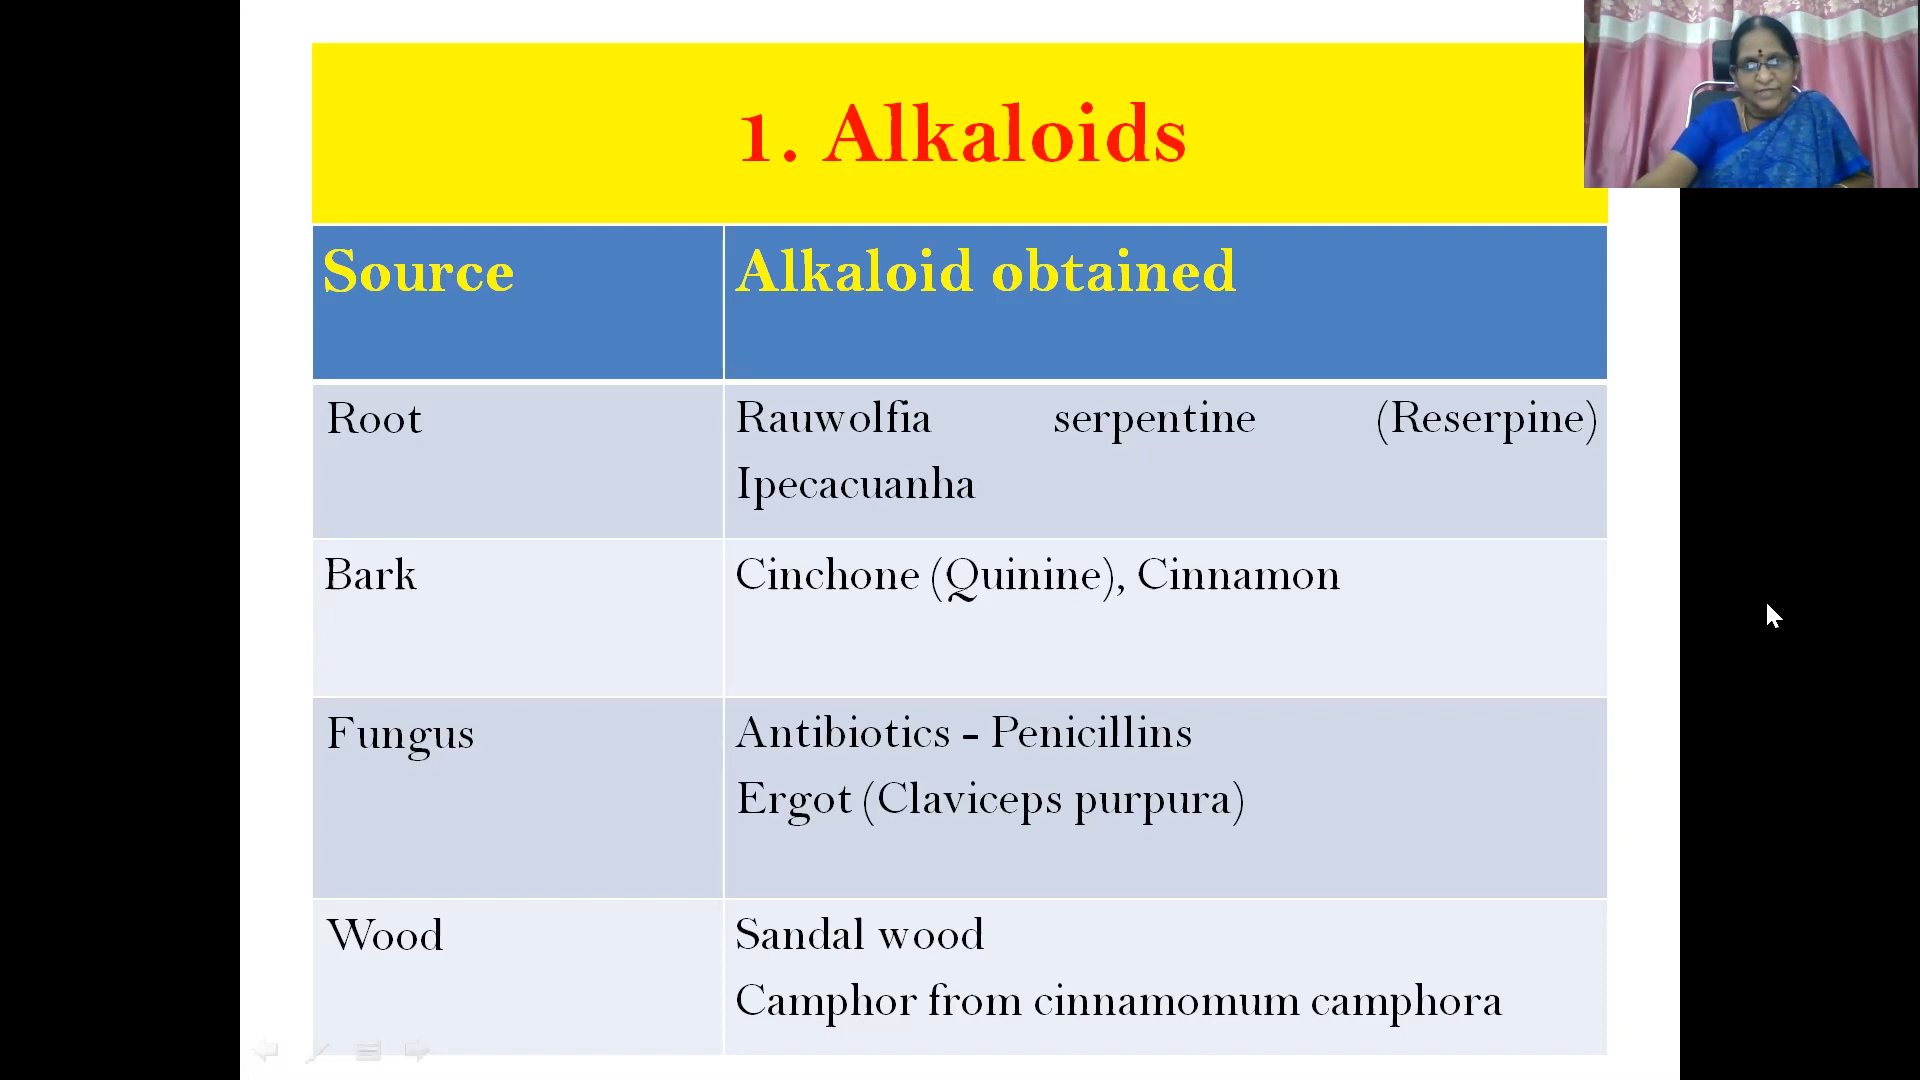 1. Alkaloids
Source
Alkaloid obtained
Root
Rauwolfia serpentine (Reserpine)
Ipecacuanha
Bark
Cinchone (Quinine), Cinnamon
Fungus
Antibiotics - Penicillins
Ergot (Claviceps purpura)
Wood
Sandal wood
Camphor from cinnamomum camphora